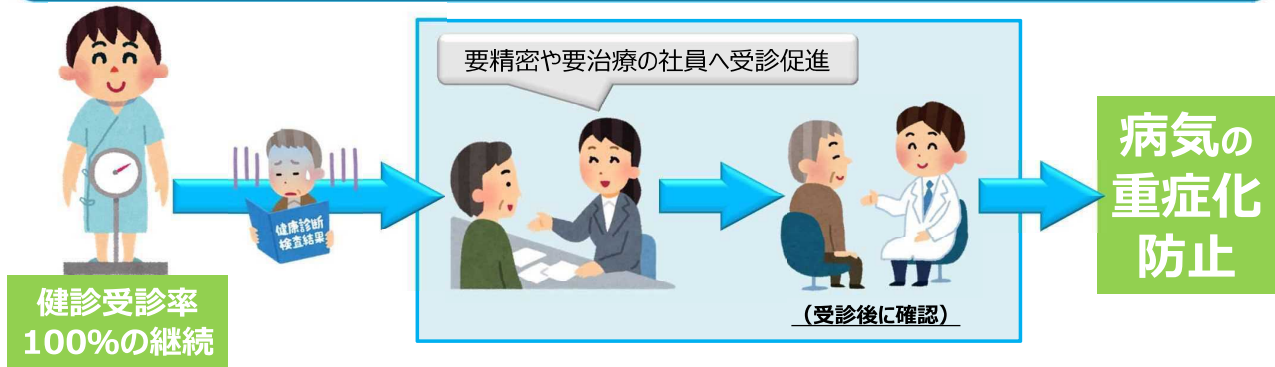 要精密や要治療の社員へ受診促進
健康診断
検査結果
健診受診率
100%の継続
（受診後に確認）
病気の
重症化
防止